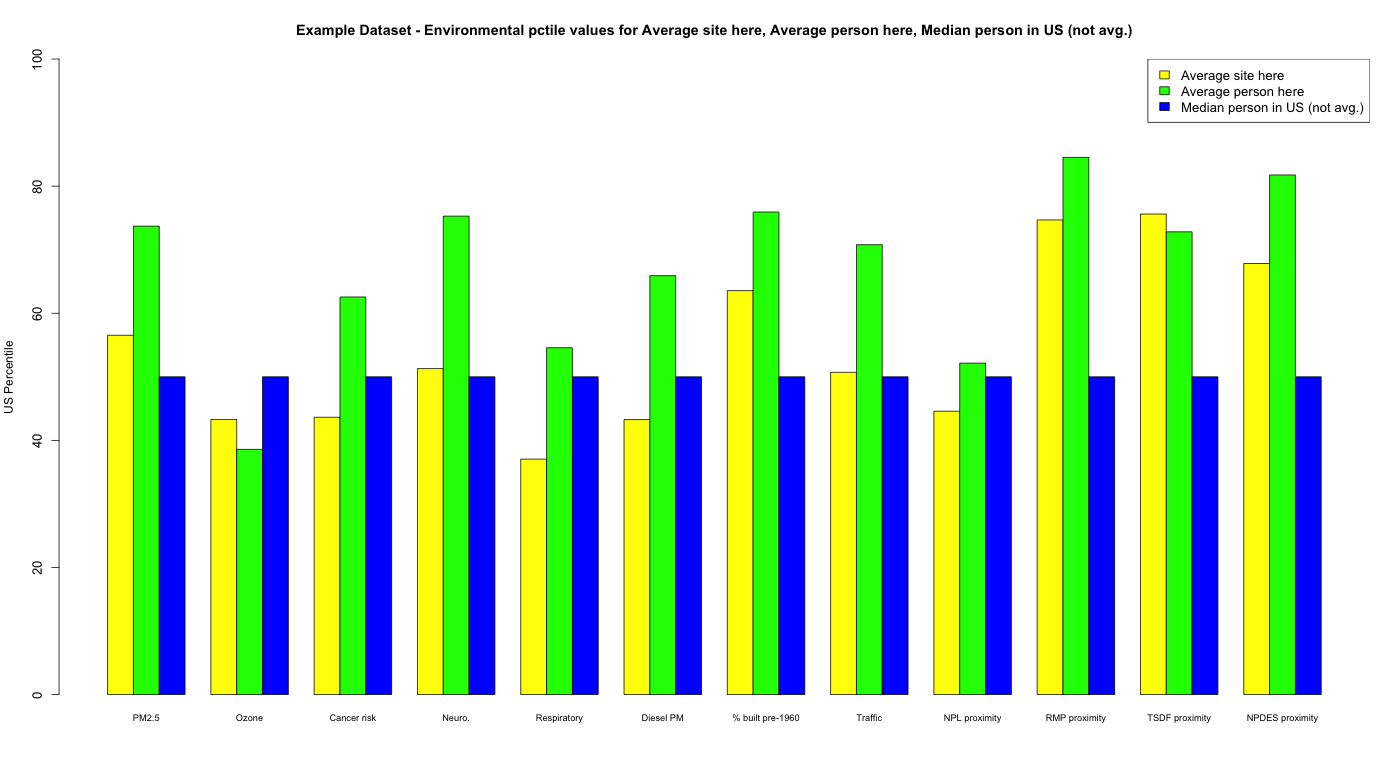 Example Dataset - Environmental pctile values for Average site here, Average person here, Median person in US (not avg.)
Average site here
Average person here
Median person in US (not avg.)
US Percentile
100
80
60
40
20
0
PM2.5 Ozone Cancer risk Neuro. Respiratory Diesel PM % built pre-1960 Traffic NPL proximity RMP proximity TSDF proximity NPDES proximity